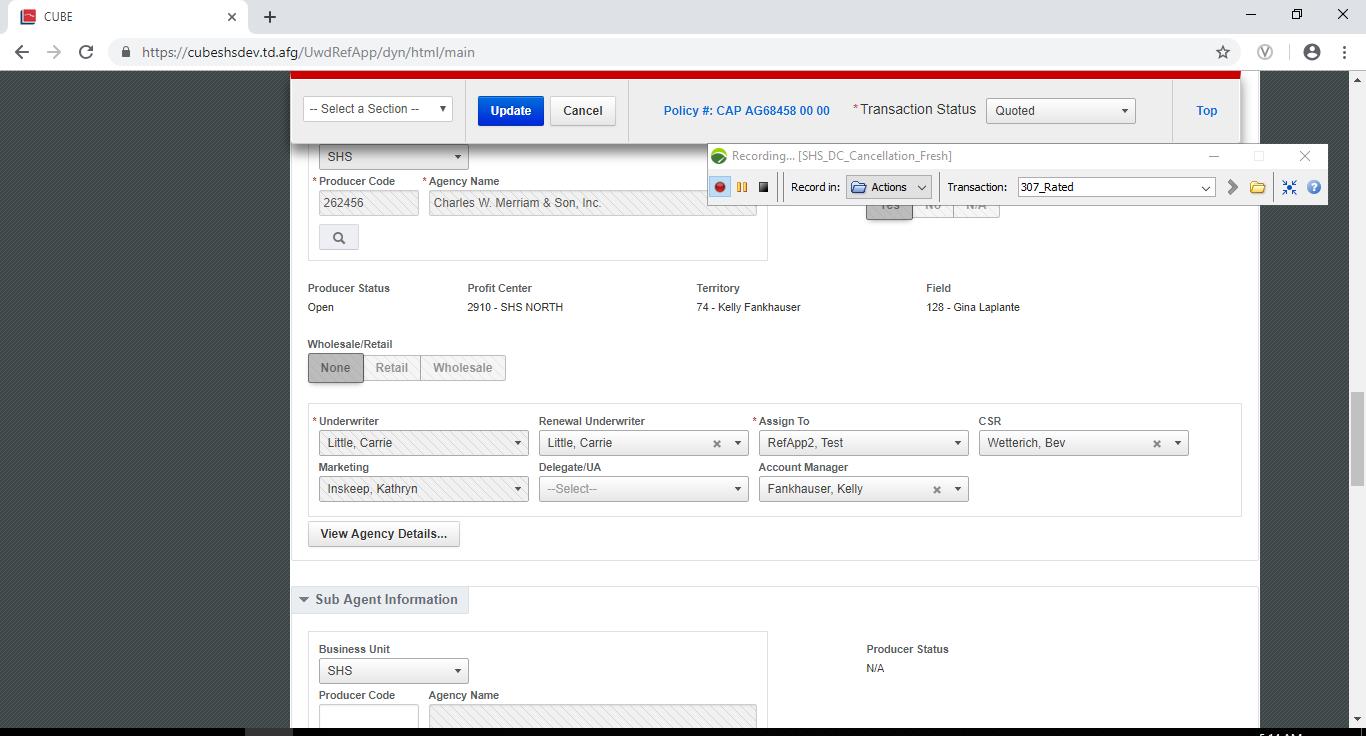 CUBE
https://cubeshsdev.td.afg/UwdRefApp/dyn/html/main
-- Select a Section --
Update
Cancel
Policy #: CAP AG68458 00 00
*Transaction Status
Quoted
Top
SHS
Recording... [SHS_DC_Cancellation_Fresh]
Record in:
Actions
Transaction:
307_Rated
* Producer Code
* Agency Name
262456
Charles W. Merriam & Son, Inc.
Yes
No
N/A
Producer Status
Profit Center
Territory
Field
Open
2910 - SHS NORTH
74 - Kelly Fankhauser
128 - Gina Laplante
Wholesale/Retail
None
Retail
Wholesale
* Underwriter
Renewal Underwriter
* Assign To
CSR
Little, Carrie
Little, Carrie
RefApp2, Test
Wetterich, Bev
Marketing
Delegate/UA
Account Manager
Inskeep, Kathryn
--Select--
Fankhauser, Kelly
View Agency Details...
Sub Agent Information
Business Unit
Producer Status
SHS
N/A
Producer Code
Agency Name
5:14 AM